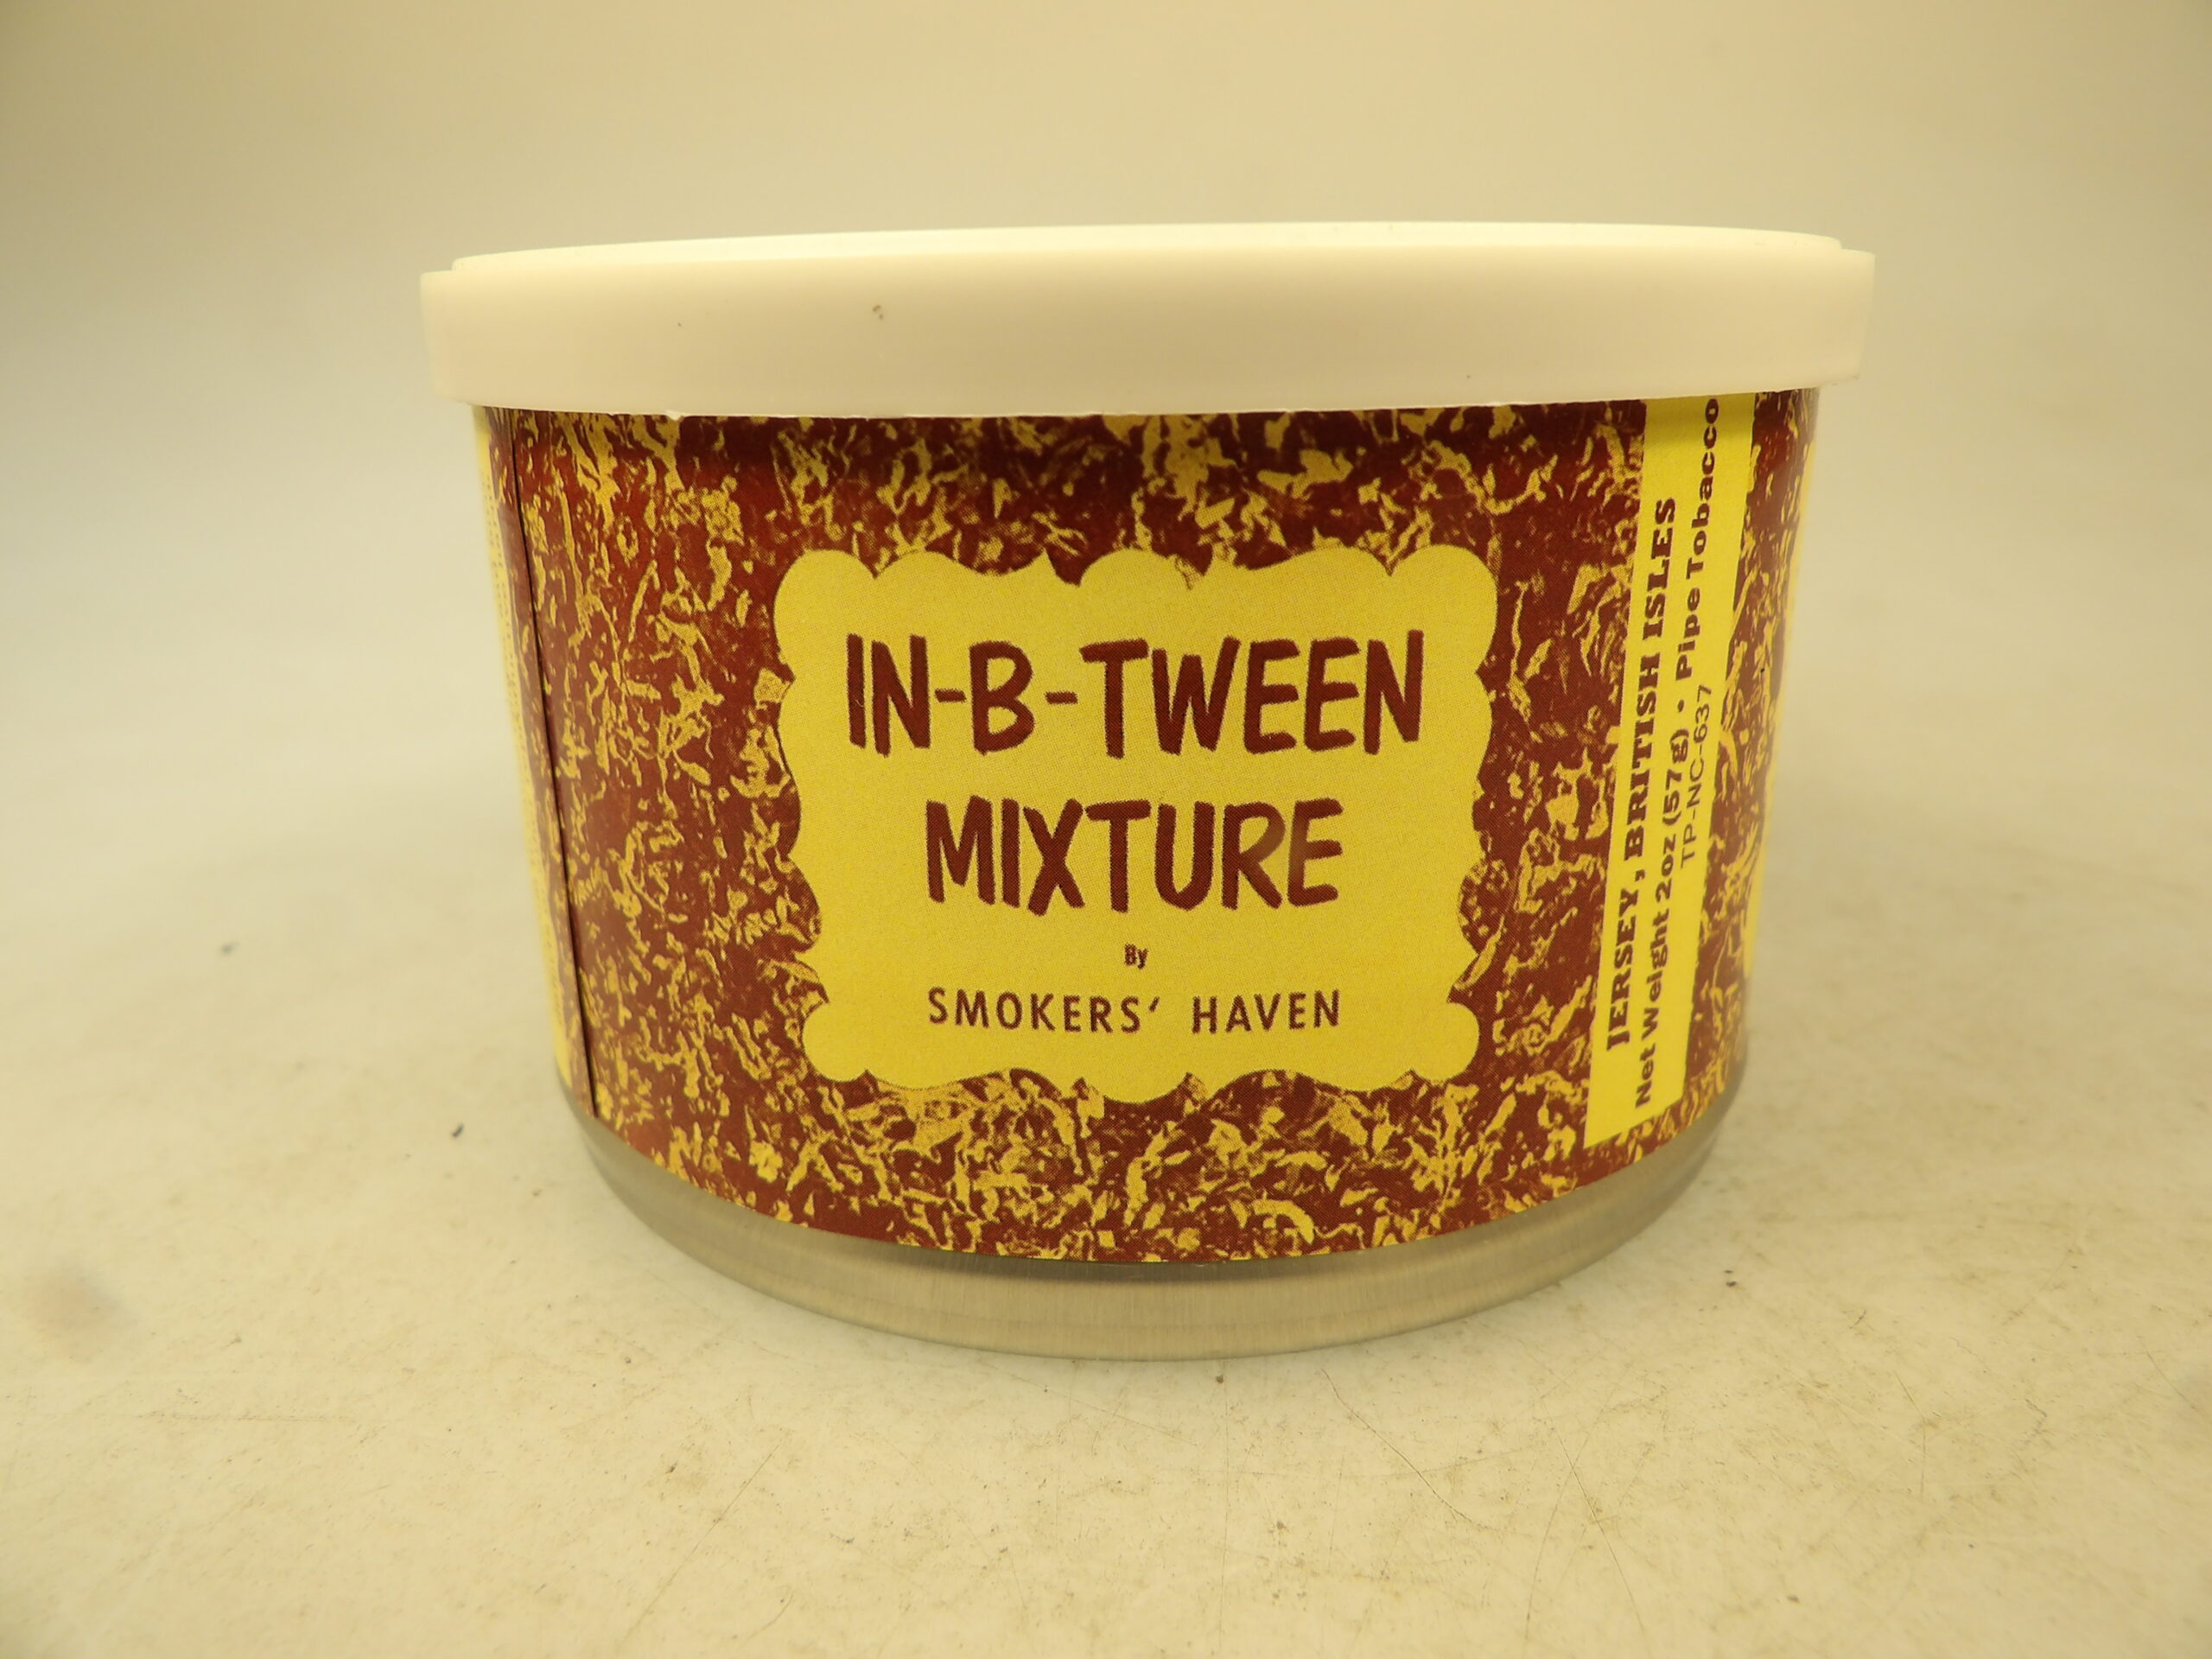 IN-B-TWEEN
MIXTURE
By
SMOKERS' HAVEN
JERSEY, BRITISH ISLES
Net Weight 2oz (57g) • Pipe Tobacco
TP-NC-637